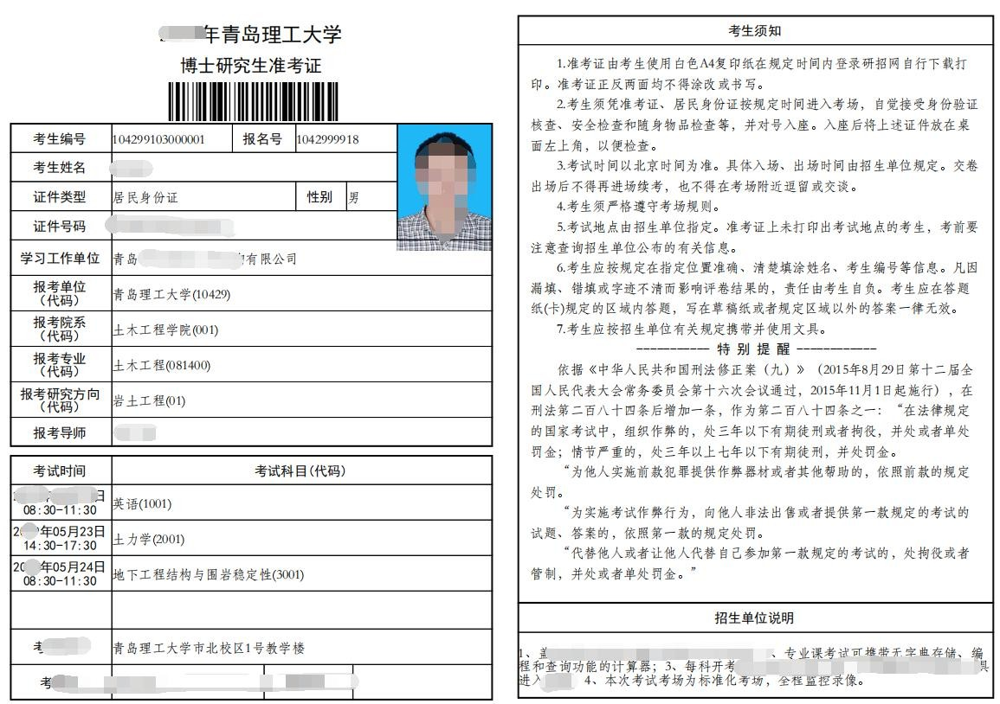 年青岛理工大学
博士研究生准考证
考生编号 104299103000001 报名号 1042999918
考生姓名
证件类型 居民身份证 性别 男
证件号码
学习工作单位 青岛 有限公司
报考单位
（代码） 青岛理工大学(10429)
报考院系
（代码） 土木工程学院(001)
报考专业
（代码） 土木工程(081400)
报考研究方向
（代码） 岩土工程(01)
报考导师
考试时间 考试科目(代码)
日
08:30-11:30 英语(1001)
年05月23日
14:30-17:30 土力学(2001)
年05月24日
08:30-11:30 地下工程结构与围岩稳定性(3001)
青岛理工大学市北校区1号教学楼
考
考生须知
1.准考证由考生使用白色A4复印纸在规定时间内登录研招网自行下载打
印。准考证正反两面均不得涂改或书写。
2.考生须凭准考证、居民身份证按规定时间进入考场，自觉接受身份验证
核查、安全检查和随身物品检查等，并对号入座。入座后将上述证件放在桌
面左上角，以便检查。
3.考试时间以北京时间为准。具体入场、出场时间由招生单位规定。交卷
出场后不得再进场续考，也不得在考场附近逗留或交谈。
4.考生须严格遵守考场规则。
5.考试地点由招生单位指定。准考证上未打印出考试地点的考生，考前要
注意查询招生单位公布的有关信息。
6.考生应按规定在指定位置准确、清楚填涂姓名、考生编号等信息。凡因
漏填、错填或字迹不清而影响评卷结果的，责任由考生自负。考生应在答题
纸(卡)规定的区域内答题，写在草稿纸或者规定区域以外的答案一律无效。
7.考生应按招生单位有关规定携带并使用文具。
----------- 特 别 提 醒 ------------
依据《中华人民共和国刑法修正案（九）》（2015年8月29日第十二届全
国人民代表大会常务委员会第十六次会议通过，2015年11月1日起施行），在
刑法第二百八十四条后增加一条，作为第二百八十四条之一：“在法律规定
的国家考试中，组织作弊的，处三年以下有期徒刑或者拘役，并处或者单处
罚金；情节严重的，处三年以上七年以下有期徒刑，并处罚金。
“为他人实施前款犯罪提供作弊器材或者其他帮助的，依照前款的规定
处罚。
“为实施考试作弊行为，向他人非法出售或者提供第一款规定的考试的
试题、答案的，依照第一款的规定处罚。
“代替他人或者让他人代替自己参加第一款规定的考试的，处拘役或者
管制，并处或者单处罚金。”
招生单位说明
1、 、专业课考试可携带无字典存储、编
程和查询功能的计算器；3、每科开考 具
进入 4、本次考试考场为标准化考场，全程监控录像。